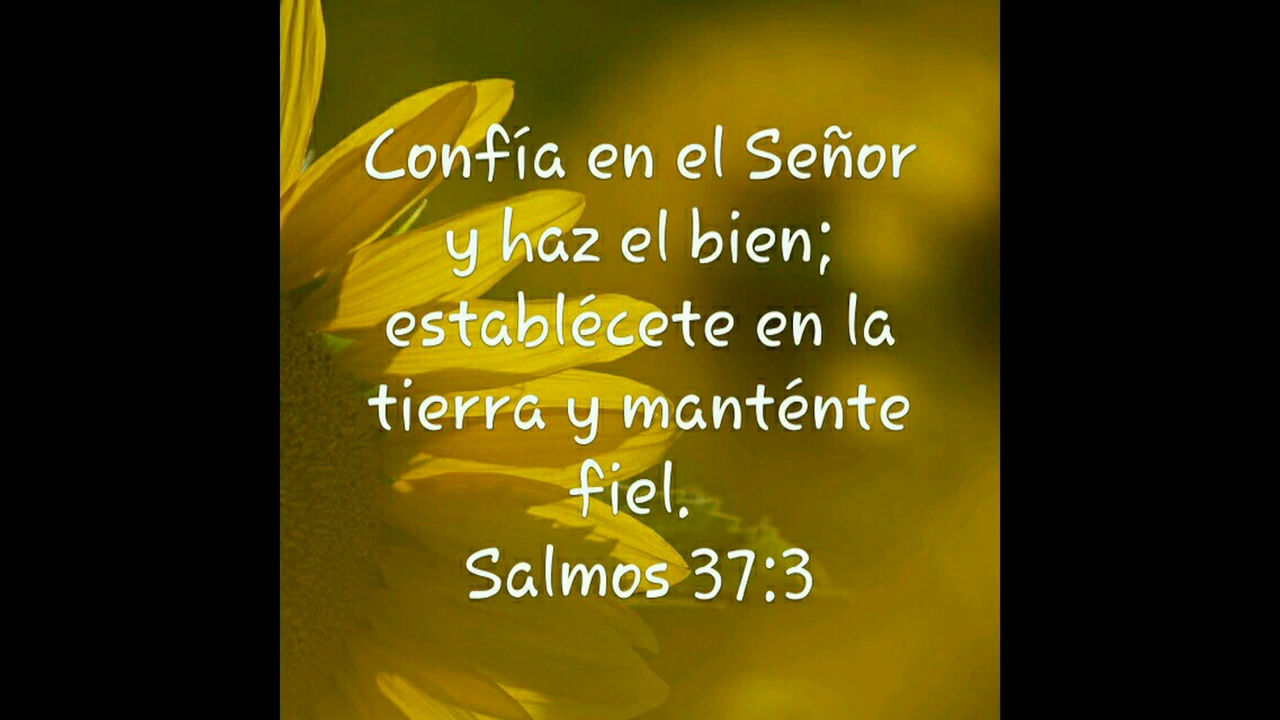 Confía en el Señor
y haz el bien;
establécete en la
tierra y manténte
fiel.
Salmos 37:3